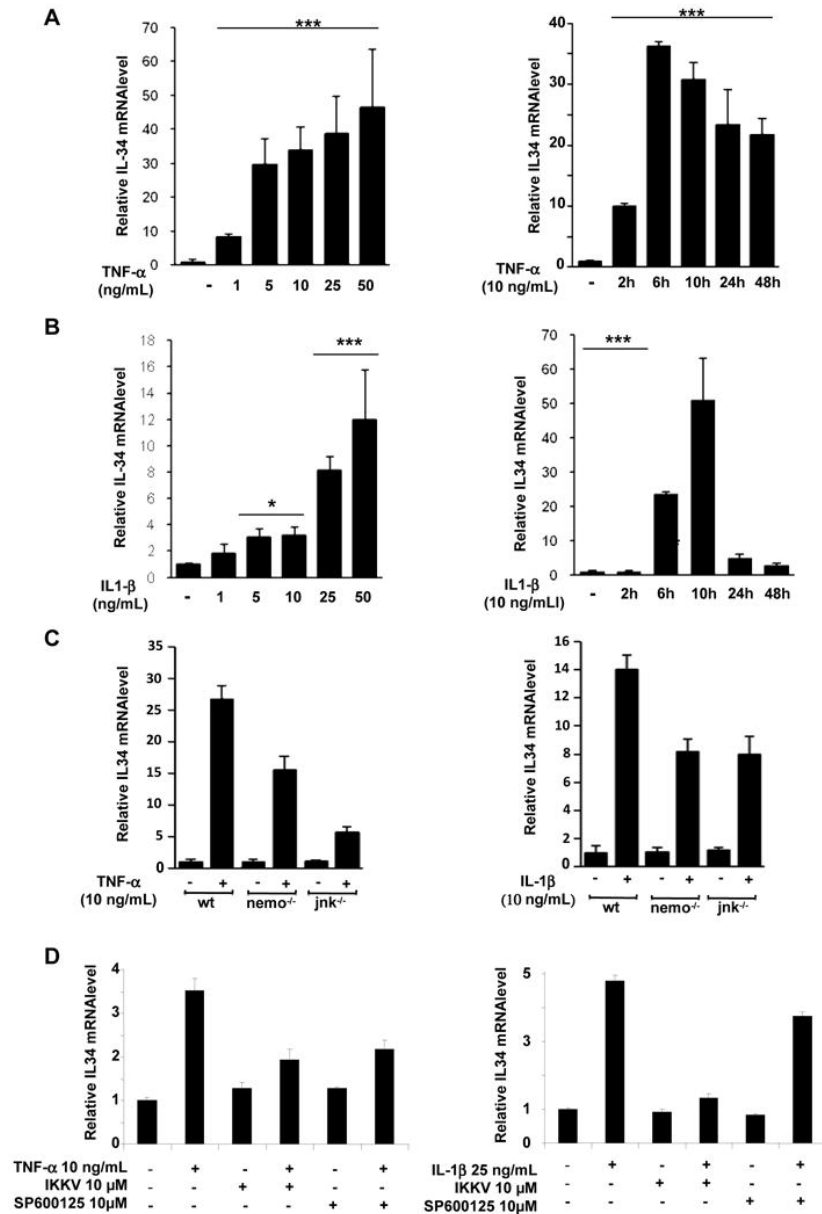 A
***
70
60
50
40
30
20
10
0
Relative IL-34 mRNAlevel
TNF-α
(ng/mL)
- 1 5 10 25 50
***
40
30
20
10
0
Relative IL34 mRNAlevel
TNF-α
(10 ng/mL)
- 2h 6h 10h 24h 48h
B
***
*
18
16
14
12
10
8
6
4
2
0
Relative IL-34 mRNAlevel
IL1-β
(ng/mL)
- 1 5 10 25 50
***
70
60
50
40
30
20
10
0
Relative IL34 mRNAlevel
IL1-β
(10 ng/mLl)
- 2h 6h 10h 24h 48h
C
35
30
25
20
15
10
5
0
Relative IL34 mRNAlevel
TNF-α
(10 ng/mL)
- + - + - +
wt nemo-/- jnk-/-
16
14
12
10
8
6
4
2
0
Relative IL34 mRNAlevel
IL-1β
(10 ng/mL)
- + - + - +
wt nemo-/- jnk-/-
D
4
3
2
1
0
Relative IL34 mRNAlevel
TNF-α 10 ng/mL - + - + - +
IKKV 10 µM - - + + - -
SP600125 10µM - - - - + +
5
1
0
Relative IL34 mRNAlevel
IL-1β 25 ng/mL - + - + - +
IKKV 10 µM - - + + - -
SP600125 10µM - - - - + +